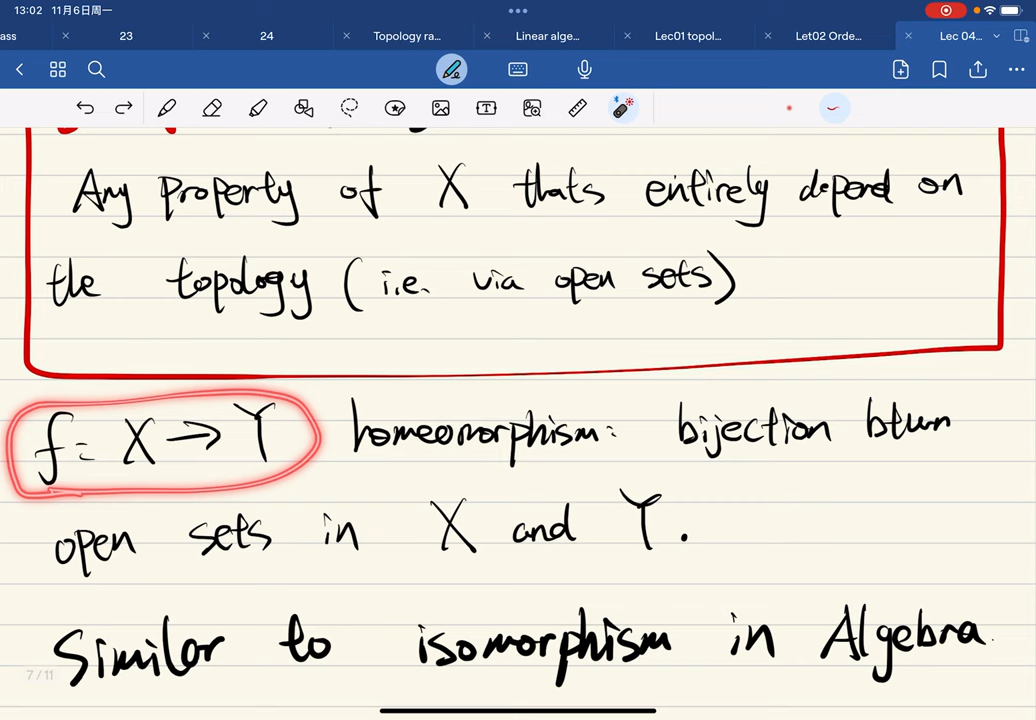 13:02 11月6日周一
ass 23 24 Topology ra... Linear alge... Lec01 topol... Let02 Orde... Lec 04...
Any property of X thats entirely depend on
the topology (i.e. via open sets)
f: X → Y homeomorphism: bijection btwn
open sets in X and Y.
Similar to isomorphism in Algebra.
7/11